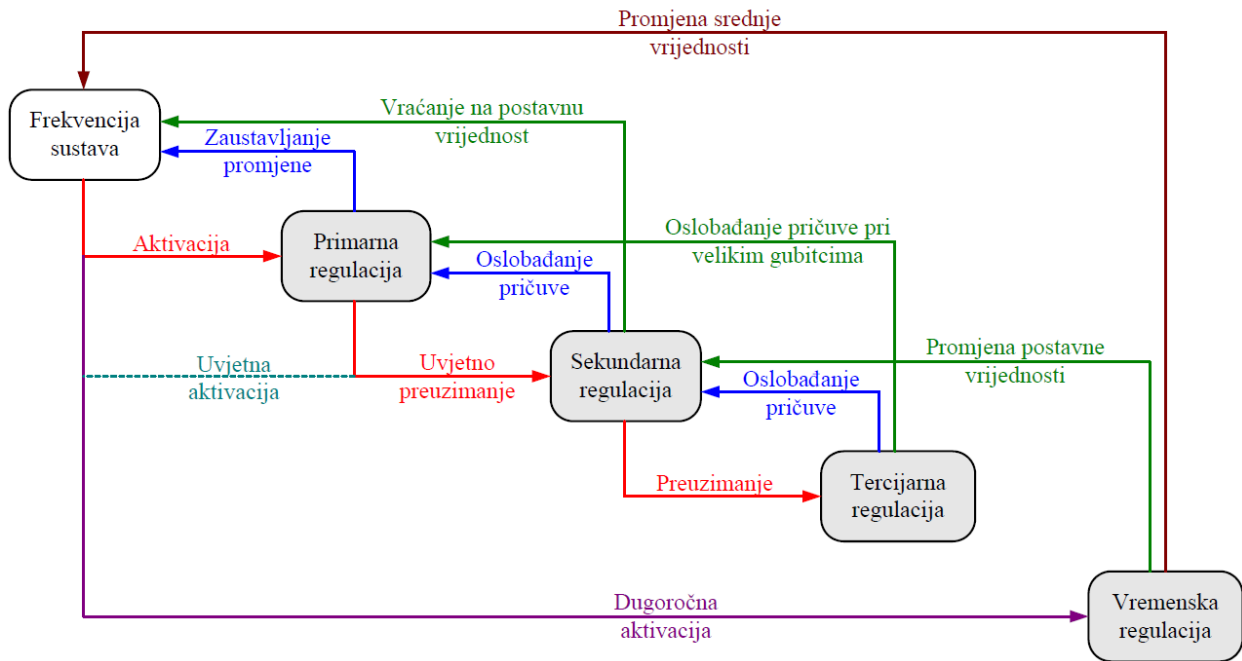 Promjena srednje
vrijednosti
Frekvencija
sustava
Vraćanje na postavnu
vrijednost
Zaustavljanje
promjene
Aktivacija
Primarna
regulacija
Oslobađanje pričuve pri
velikim gubitcima
Oslobađanje
pričuve
Uvjetna
aktivacija
Uvjetno
preuzimanje
Sekundarna
regulacija
Promjena postavne
vrijednosti
Oslobađanje
pričuve
Preuzimanje
Tercijarna
regulacija
Dugoročna
aktivacija
Vremenska
regulacija